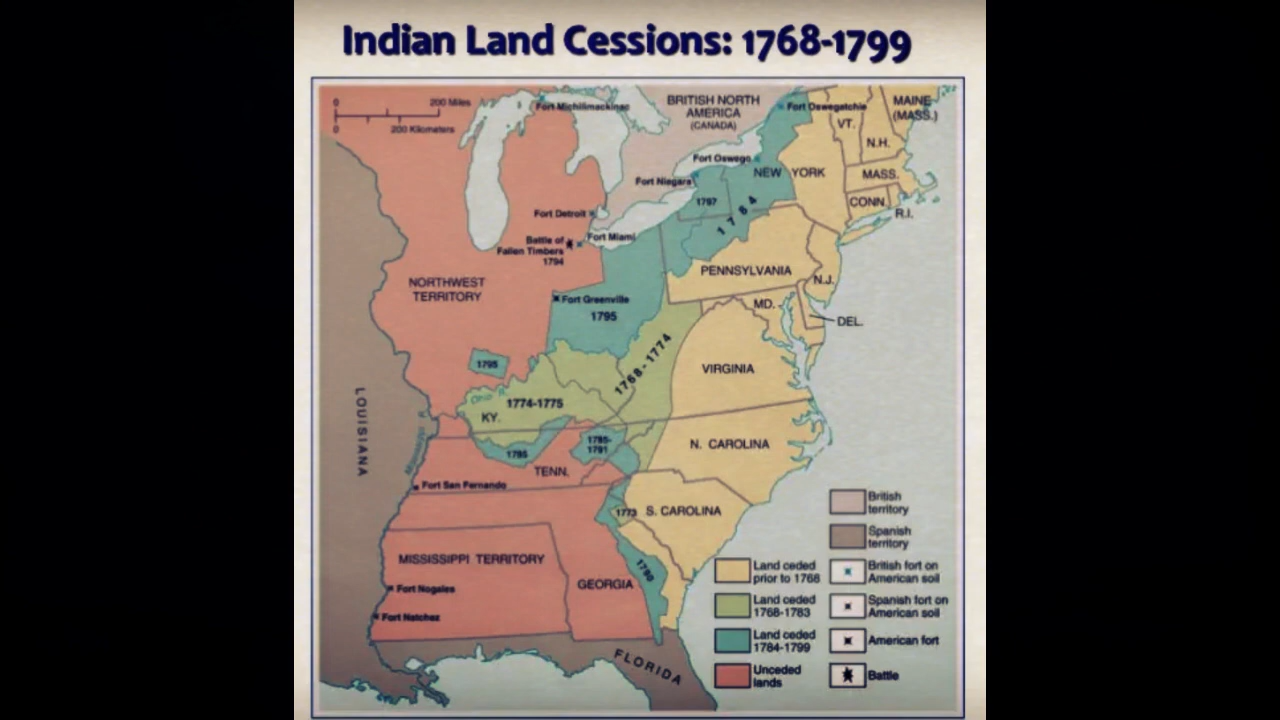 Indian Land Cessions: 1768-1799
0
200 Miles
0
200 Kilometers
Fort Michilimackinac
BRITISH NORTH
AMERICA
(CANADA)
Fort Oswegatchie
MAINE
(MASS.)
VT.
N.H.
Fort Oswego
NEW YORK
MASS.
Fort Niagara
1797
1784
CONN.
R.I.
Fort Detroit
Battle of
Fallen Timbers
1794
Fort Miami
PENNSYLVANIA
N.J.
NORTHWEST
TERRITORY
Fort Greenville
1795
MD.
DEL.
1795
1768-1774
VIRGINIA
Ohio R.
KY.
1774-1775
LOUISIANA
Mississippi R.
1785
1785-
1791
N. CAROLINA
TENN.
Fort San Fernando
1773
S. CAROLINA
MISSISSIPPI TERRITORY
GEORGIA
1790
Fort Nogales
Fort Natchez
FLORIDA
British
territory
Spanish
territory
Land ceded
prior to 1768
British fort on
American soil
Land ceded
1768-1783
Spanish fort on
American soil
Land ceded
1784-1799
American fort
Unceded
lands
Battle